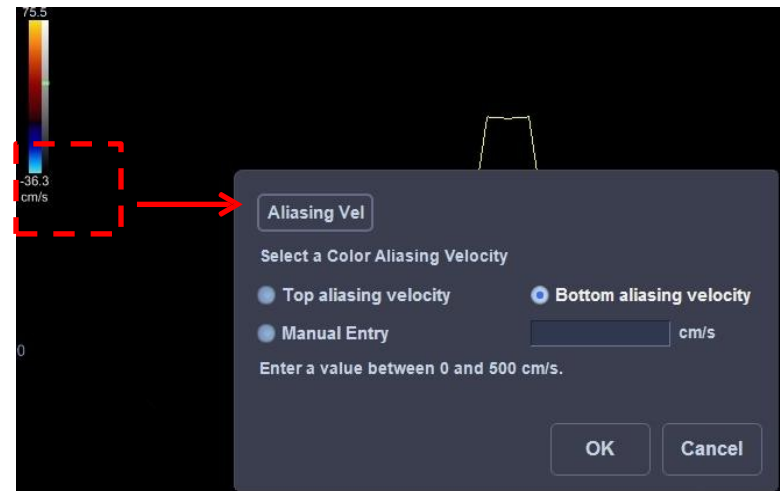 75.5
-36.3
cm/s
Aliasing Vel
Select a Color Aliasing Velocity
Top aliasing velocity
Bottom aliasing velocity
Manual Entry
cm/s
0
Enter a value between 0 and 500 cm/s.
OK
Cancel